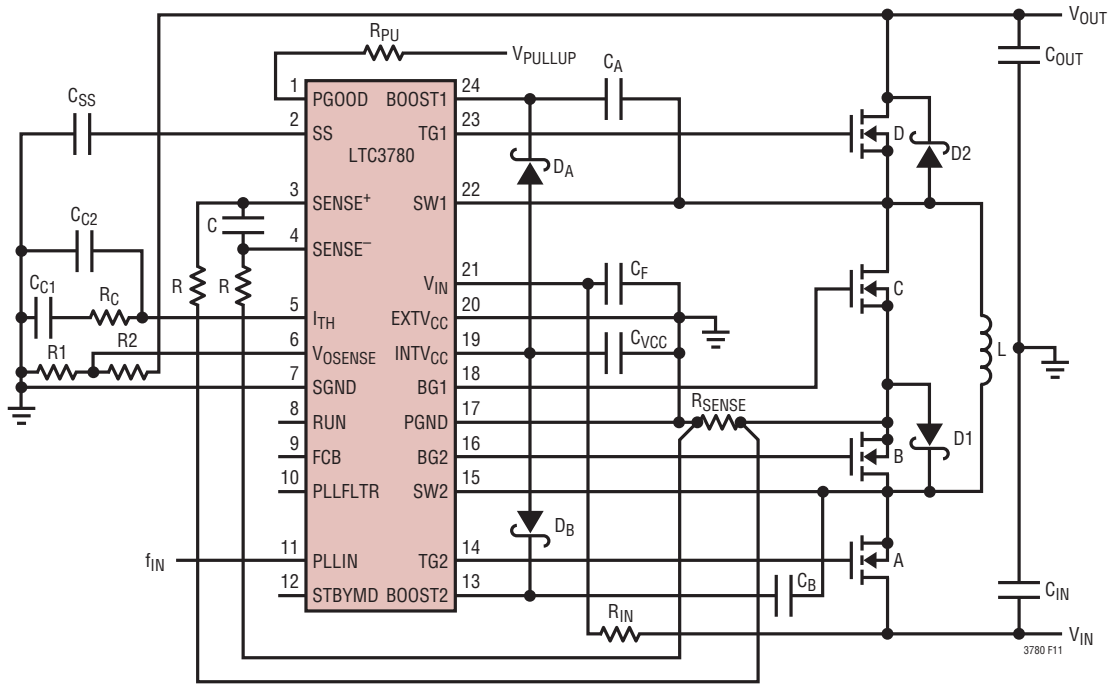 VOUT
RPU
VPULLUP
CA
COUT
1
PGOOD
BOOST1
24
CSS
2
SS
TG1
23
D
D2
LTC3780
DA
3
SENSE+
SW1
22
C
CC2
4
SENSE−
R
R
VIN
21
CF
C
CC1
RC
5
ITH
EXTVCC
20
R1
R2
6
VOSENSE
INTVCC
19
CVCC
L
7
SGND
BG1
18
8
RUN
PGND
17
RSENSE
9
FCB
BG2
16
B
D1
10
PLLFLTR
SW2
15
DB
fIN
11
PLLIN
TG2
14
A
12
STBYMD
BOOST2
13
CB
CIN
RIN
VIN
3780 F11